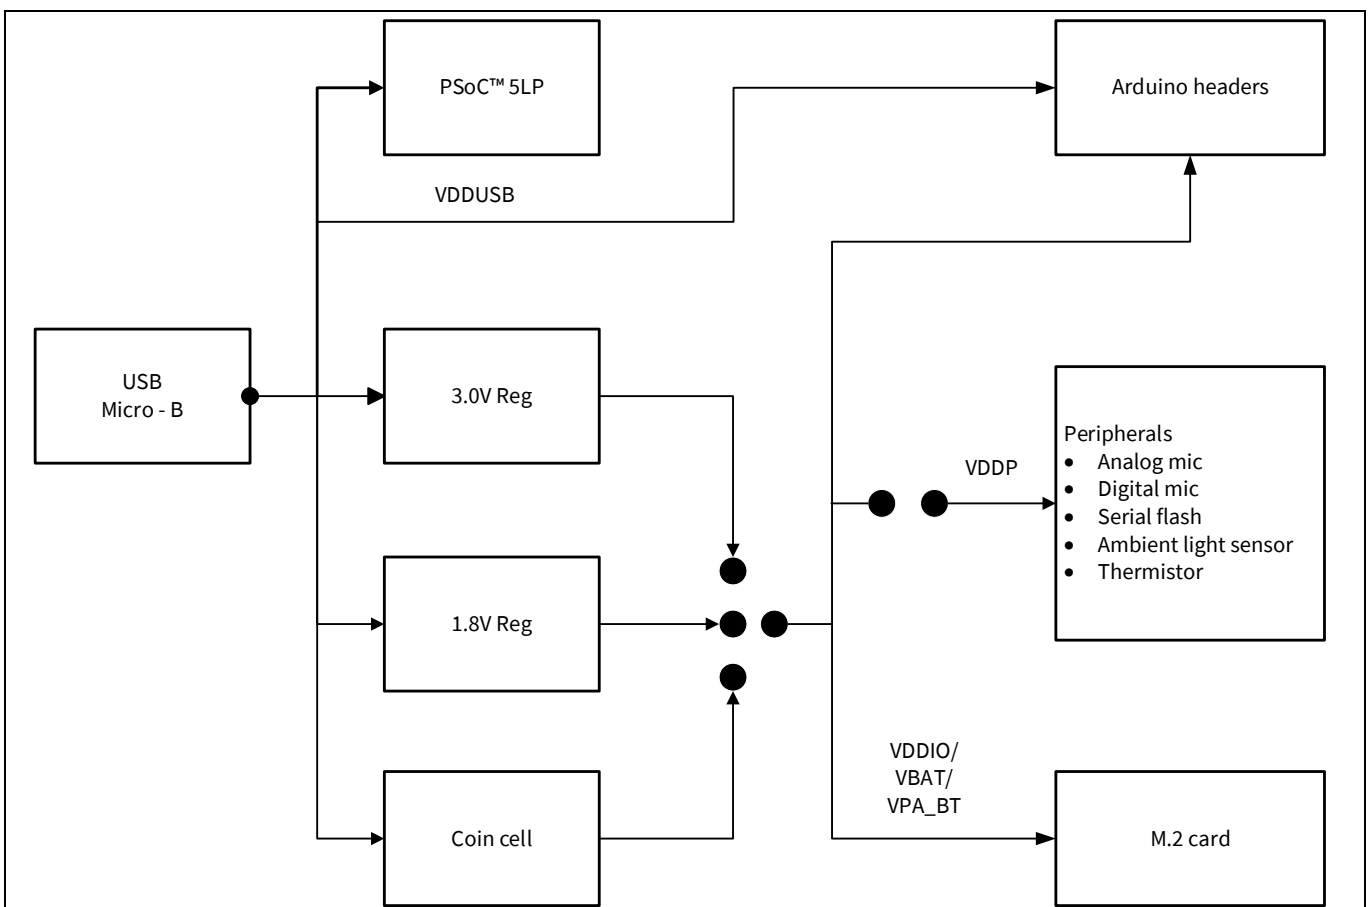 PSoC™ 5LP
Arduino headers
VDDUSB
USB
Micro - B
3.0V Reg
Peripherals
● Analog mic
● Digital mic
● Serial flash
● Ambient light sensor
● Thermistor
VDDP
1.8V Reg
VDDIO/
VBAT/
VPA_BT
Coin cell
M.2 card